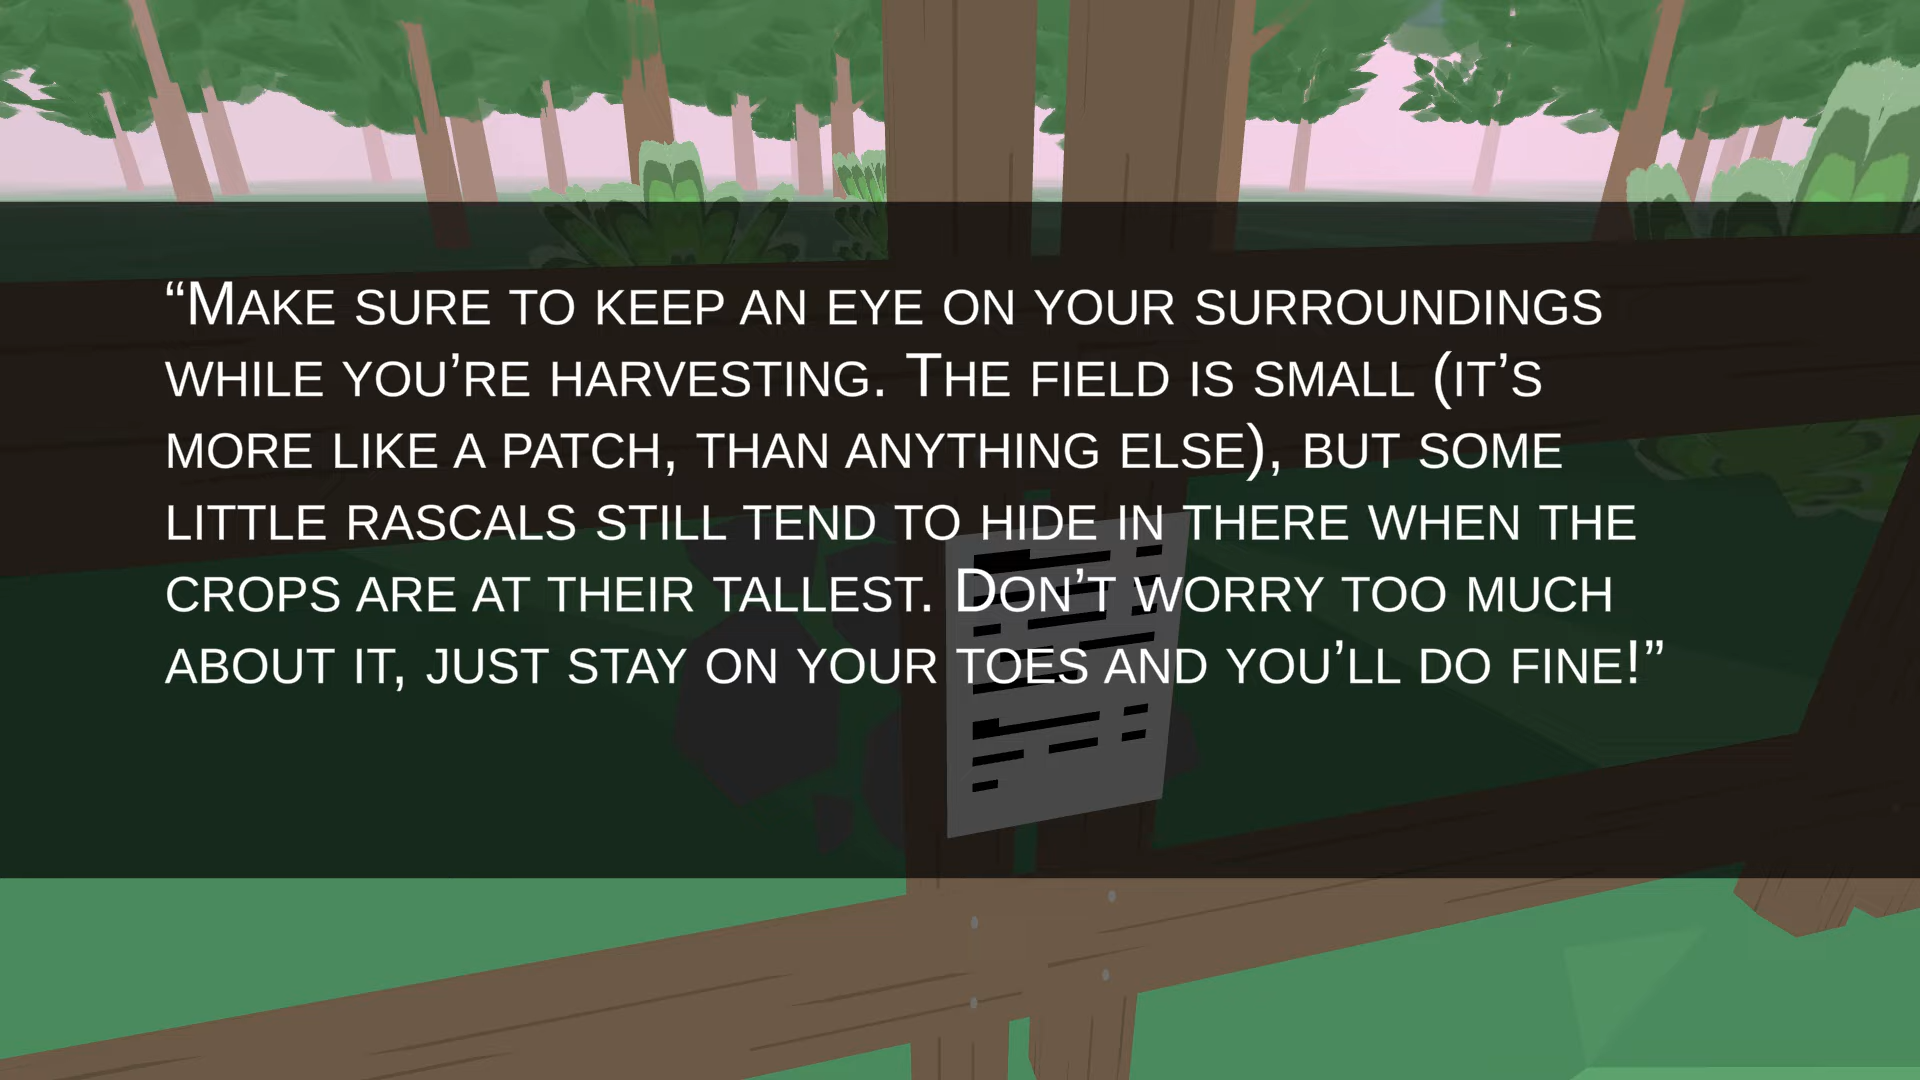 “Make sure to keep an eye on your surroundings
while you’re harvesting. The field is small (it’s
more like a patch, than anything else), but some
little rascals still tend to hide in there when the
crops are at their tallest. Don’t worry too much
about it, just stay on your toes and you’ll do fine!”